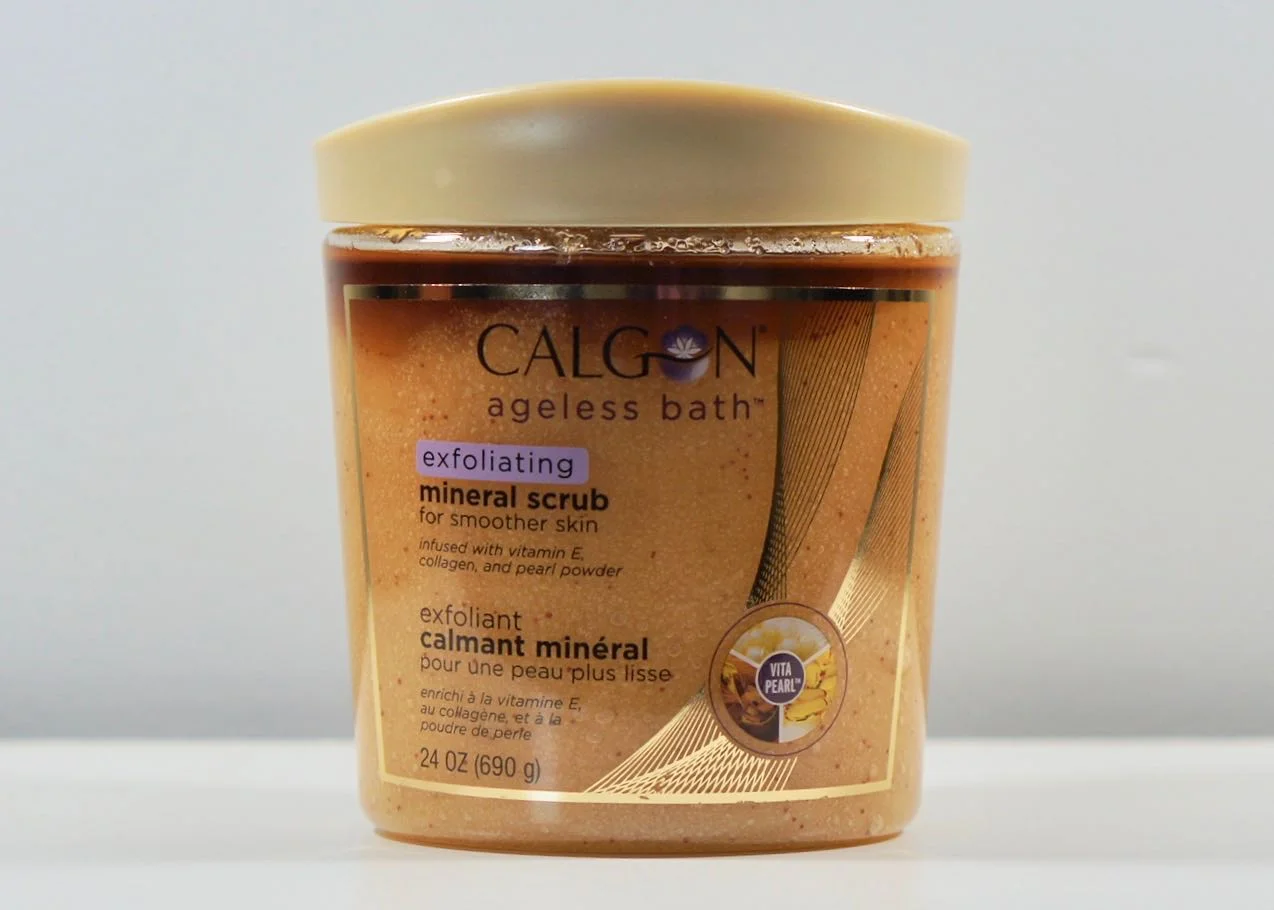 CALGON®
ageless bath™
exfoliating
mineral scrub
for smoother skin
infused with vitamin E,
collagen, and pearl powder
exfoliant
calmant minéral
pour une peau plus lisse
enrichi à la vitamine E,
au collagène, et à la
poudre de perle
24 OZ (690 g)
VITA
PEARL™